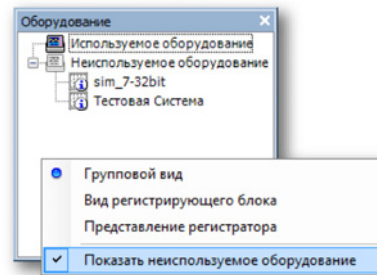 Оборудование
Используемое оборудование
Неиспользуемое оборудование
sim_7-32bit
Тестовая Система
Групповой вид
Вид регистрирующего блока
Представление регистратора
Показать неиспользуемое оборудование